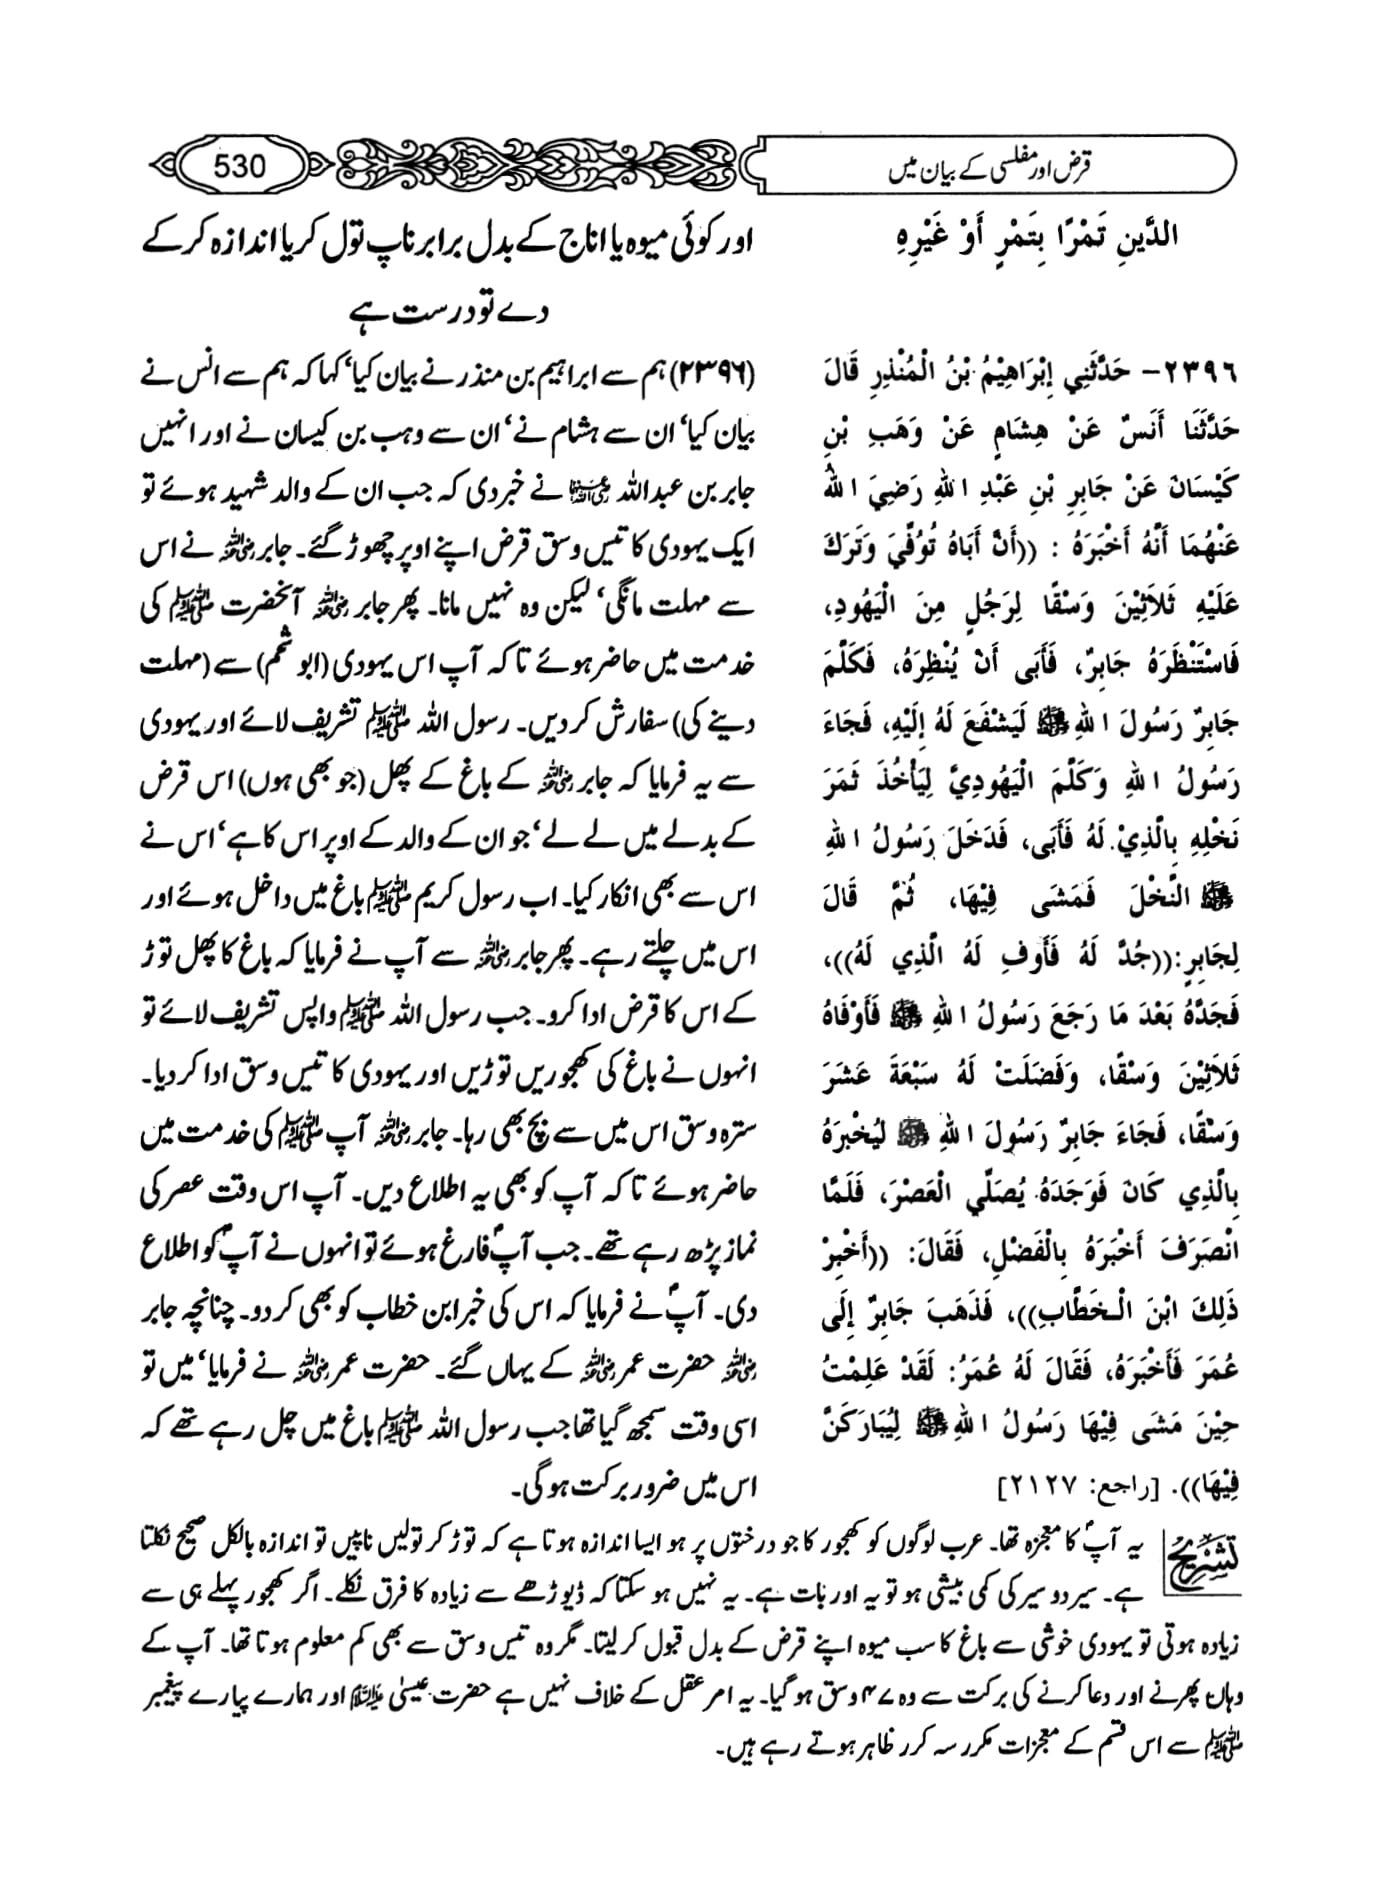 قرض اور مفلسی کے بیان میں
530
الدَّينِ تَمْرًا بِتَمْرٍ أَوْ غَيْرِهِ
۲۳۹٦- حَدَّثَنِي إِبْرَاهِيْمُ بْنُ الْمُنْذِرِ قَالَ
حَدَّثَنَا أَنَسٌ عَنْ هِشَامٍ عَنْ وَهَبِ بْنِ
كَيْسَانَ عَنْ جَابِرِ بْنِ عَبْدِ اللهِ رَضِيَ اللهُ
عَنْهُمَا أَنَّهُ أَخْبَرَهُ : ((أَنَّ أَبَاهُ تُوُفِّيَ وَتَرَكَ
عَلَيْهِ ثَلاَثِيْنَ وَسْقًا لِرَجُلٍ مِنَ الْيَهُودِ،
فَاسْتَنْظَرَهُ جَابِرٌ، فَأَبَى أَنْ يُنْظِرَهُ، فَكَلَّمَ
جَابِرٌ رَسُولَ اللهِ ﷺ لَيَشْفَعَ لَهُ إِلَيْهِ، فَجَاءَ
رَسُولُ اللهِ وَكَلَّمَ الْيَهُودِيَّ لِيَأْخُذَ ثَمَرَ
نَخْلِهِ بِالَّذِيْ لَهُ فَأَبَى، فَدَخَلَ رَسُولُ اللهِ
ﷺ النَّخْلَ فَمَشَى فِيْهَا، ثُمَّ قَالَ
لِجَابِرٍ:((جُدَّ لَهُ فَأَوفِ لَهُ الَّذِي لَهُ))،
فَجَدَّهُ بَعْدَ مَا رَجَعَ رَسُولُ اللهِ ﷺ فَأَوْفَاهُ
ثَلاَثِيْنَ وَسْقًا، وَفَضَلَتْ لَهُ سَبْعَةَ عَشَرَ
وَسْقًا، فَجَاءَ جَابِرٌ رَسُولَ اللهِ ﷺ لِيُخْبِرَهُ
بِالَّذِي كَانَ فَوَجَدَهُ يُصَلِّي الْعَصْرَ، فَلَمَّا
انْصَرَفَ أَخْبَرَهُ بِالْفَضْلِ، فَقَالَ: ((أَخْبِرْ
ذَلِكَ ابْنَ الْـخَطَّابِ))، فَذَهَبَ جَابِرٌ إِلَى
عُمَرَ فَأَخْبَرَهُ، فَقَالَ لَهُ عُمَرُ: لَقَدْ عَلِمْتُ
حِيْنَ مَشَى فِيْهَا رَسُولُ اللهِ ﷺ لِيُبَارَكَنَّ
فِيْهَا)). [راجع: ٢١٢٧]
اور کوئی میوہ یا اناج کے بدل برابر ناپ تول کر یا اندازہ کرکے
دے تو درست ہے
(۲۳۹۶) ہم سے ابراہیم بن منذر نے بیان کیا‘ کہا کہ ہم سے انس نے
بیان کیا‘ ان سے ہشام نے‘ ان سے وہب بن کیسان نے اور انہیں
جابر بن عبداللہ رضی اللہ عنہما نے خبر دی کہ جب ان کے والد شہید ہوئے تو
ایک یہودی کا تیس وسق قرض اپنے اوپر چھوڑ گئے۔ جابر رضی اللہ عنہ نے اس
سے مہلت مانگی‘ لیکن وہ نہیں مانا۔ پھر جابر رضی اللہ عنہ آنحضرت ﷺ کی
خدمت میں حاضر ہوئے تاکہ آپ اس یہودی (ابو شحم) سے (مہلت
دینے کی) سفارش کر دیں۔ رسول اللہ ﷺ تشریف لائے اور یہودی
سے یہ فرمایا کہ جابر رضی اللہ عنہ کے باغ کے پھل (جو بھی ہوں) اس قرض
کے بدلے میں لے لے‘ جو ان کے والد کے اوپر اس کا ہے‘ اس نے
اس سے بھی انکار کیا۔ اب رسول کریم ﷺ باغ میں داخل ہوئے اور
اس میں چلتے رہے۔ پھر جابر رضی اللہ عنہ سے آپ نے فرمایا کہ باغ کا پھل توڑ
کے اس کا قرض ادا کرو۔ جب رسول اللہ ﷺ واپس تشریف لائے تو
انہوں نے باغ کی کھجوریں توڑیں اور یہودی کا تیس وسق ادا کر دیا۔
سترہ وسق اس میں سے بچ بھی رہا۔ جابر رضی اللہ عنہ آپ ﷺ کی خدمت میں
حاضر ہوئے تاکہ آپ کو بھی یہ اطلاع دیں۔ آپ اس وقت عصر کی
نماز پڑھ رہے تھے۔ جب آپؐ فارغ ہوئے تو انہوں نے آپؐ کو اطلاع
دی۔ آپؐ نے فرمایا کہ اس کی خبر ابن خطاب کو بھی کر دو۔ چنانچہ جابر
رضی اللہ عنہ حضرت عمر رضی اللہ عنہ کے یہاں گئے۔ حضرت عمر رضی اللہ عنہ نے فرمایا‘ میں تو
اسی وقت سمجھ گیا تھا جب رسول اللہ ﷺ باغ میں چل رہے تھے کہ
اس میں ضرور برکت ہوگی۔
تشریح یہ آپؐ کا معجزہ تھا۔ عرب لوگوں کو کھجور کا جو درختوں پر ہو ایسا اندازہ ہوتا ہے کہ توڑ کر تولیں ناپیں تو اندازہ بالکل صحیح نکلتا
ہے۔ سیر دو سیر کی کمی بیشی ہو تو یہ اور بات ہے۔ یہ نہیں ہو سکتا کہ ڈیوڑھے سے زیادہ کا فرق نکلے۔ اگر کھجور پہلے ہی سے
زیادہ ہوتی تو یہودی خوشی سے باغ کا سب میوہ اپنے قرض کے بدل قبول کر لیتا۔ مگر وہ تیس وسق سے بھی کم معلوم ہوتا تھا۔ آپ کے
وہاں پھرنے اور دعا کرنے کی برکت سے وہ ۴۷ وسق ہو گیا۔ یہ امر عقل کے خلاف نہیں ہے حضرت عیسیٰ علیہ السلام اور ہمارے پیارے پیغمبر
ﷺ سے اس قسم کے معجزات مکرر سہ کرر ظاہر ہوتے رہے ہیں۔